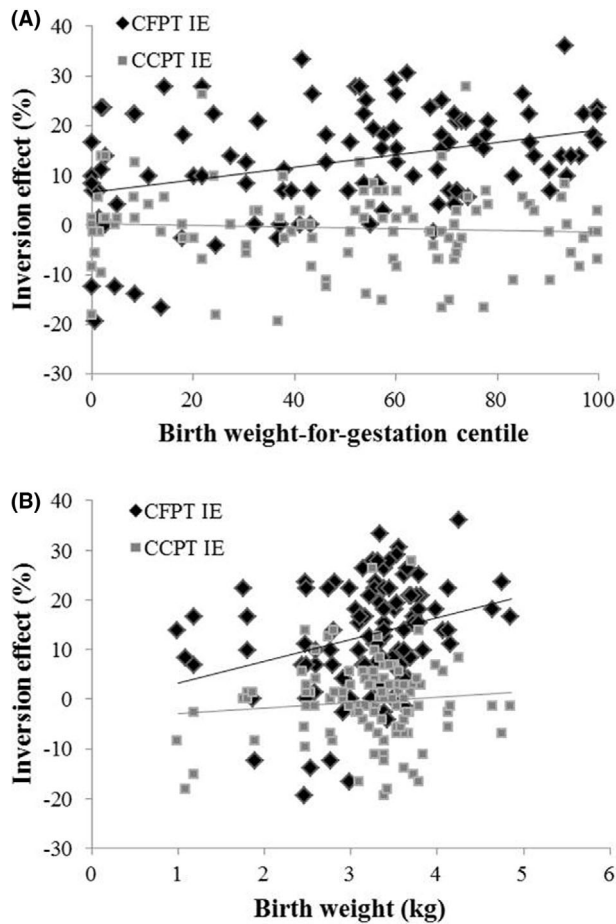 (A)
40
◆ CFPT IE
30
■ CCPT IE
20
10
0
-10
-20
-30
Inversion effect (%)
0 20 40 60 80 100
Birth weight-for-gestation centile
(B)
40
◆ CFPT IE
30
■ CCPT IE
20
10
0
-10
-20
-30
Inversion effect (%)
0 1 2 3 4 5 6
Birth weight (kg)